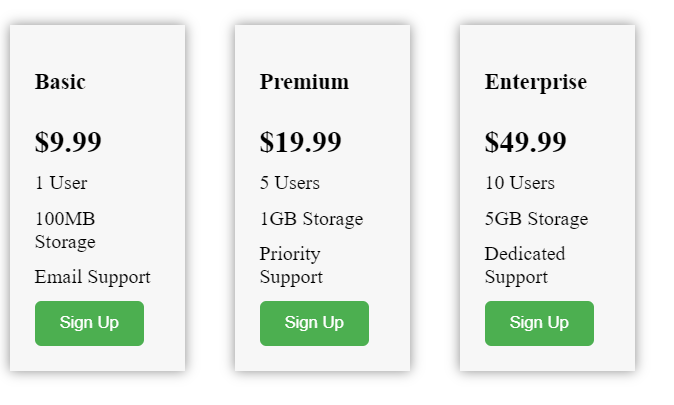 Basic
$9.99
1 User
100MB
Storage
Email Support
Sign Up
Premium
$19.99
5 Users
1GB Storage
Priority
Support
Sign Up
Enterprise
$49.99
10 Users
5GB Storage
Dedicated
Support
Sign Up